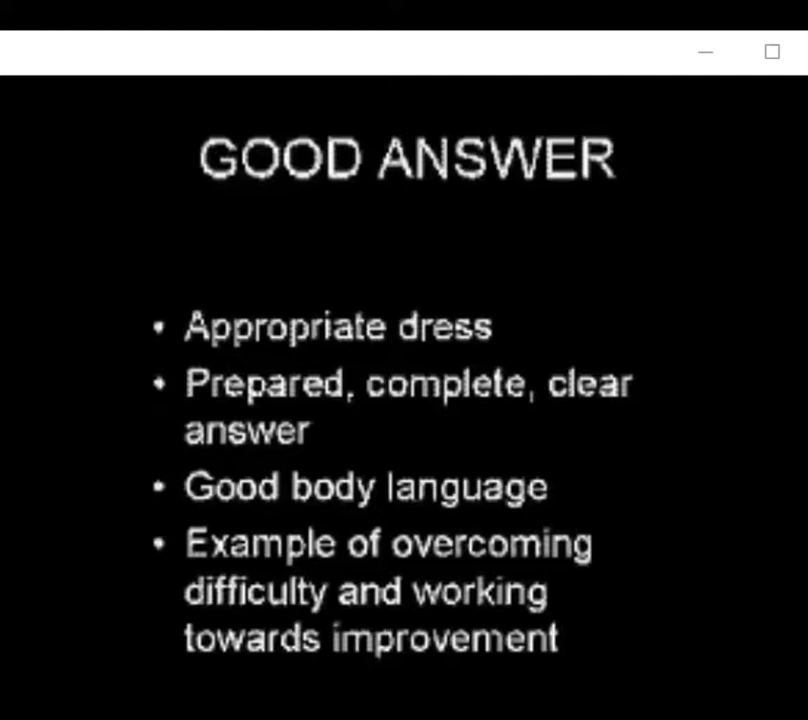 GOOD ANSWER
• Appropriate dress
• Prepared, complete, clear
answer
• Good body language
• Example of overcoming
difficulty and working
towards improvement